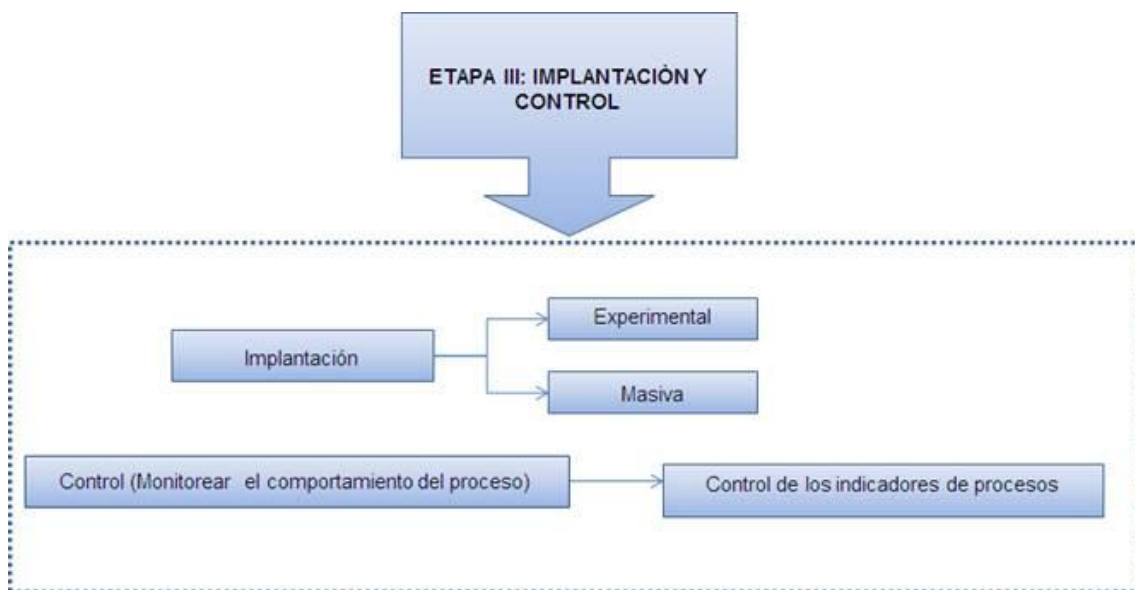 ETAPA III: IMPLANTACIÒN Y
CONTROL
Experimental
Implantación
Masiva
Control (Monitorear el comportamiento del proceso)
Control de los indicadores de procesos